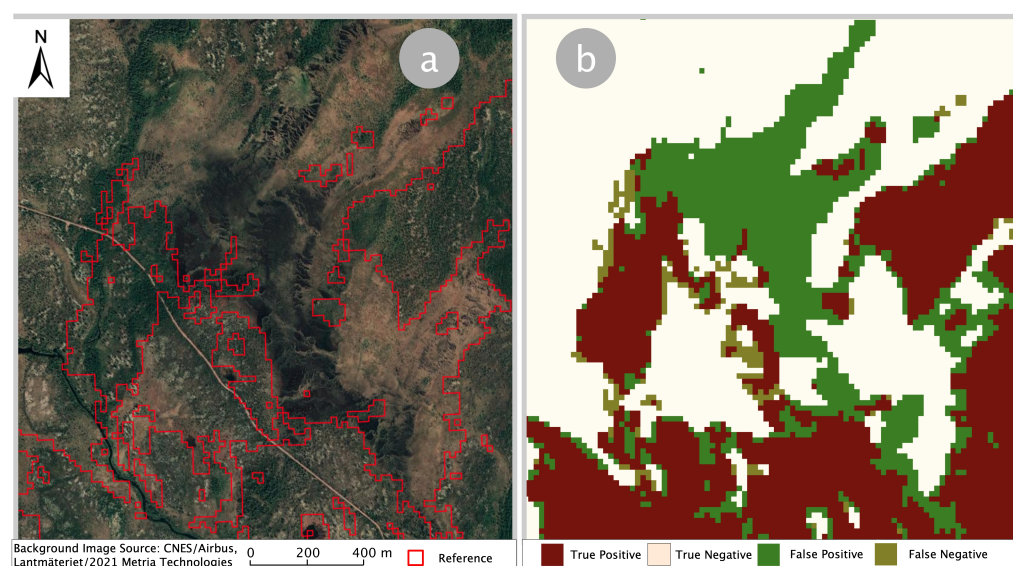 N
a
b
Background Image Source: CNES/Airbus,
Lantmäteriet/2021 Metria Technologies
0 200 400 m
Reference
True Positive True Negative False Positive False Negative